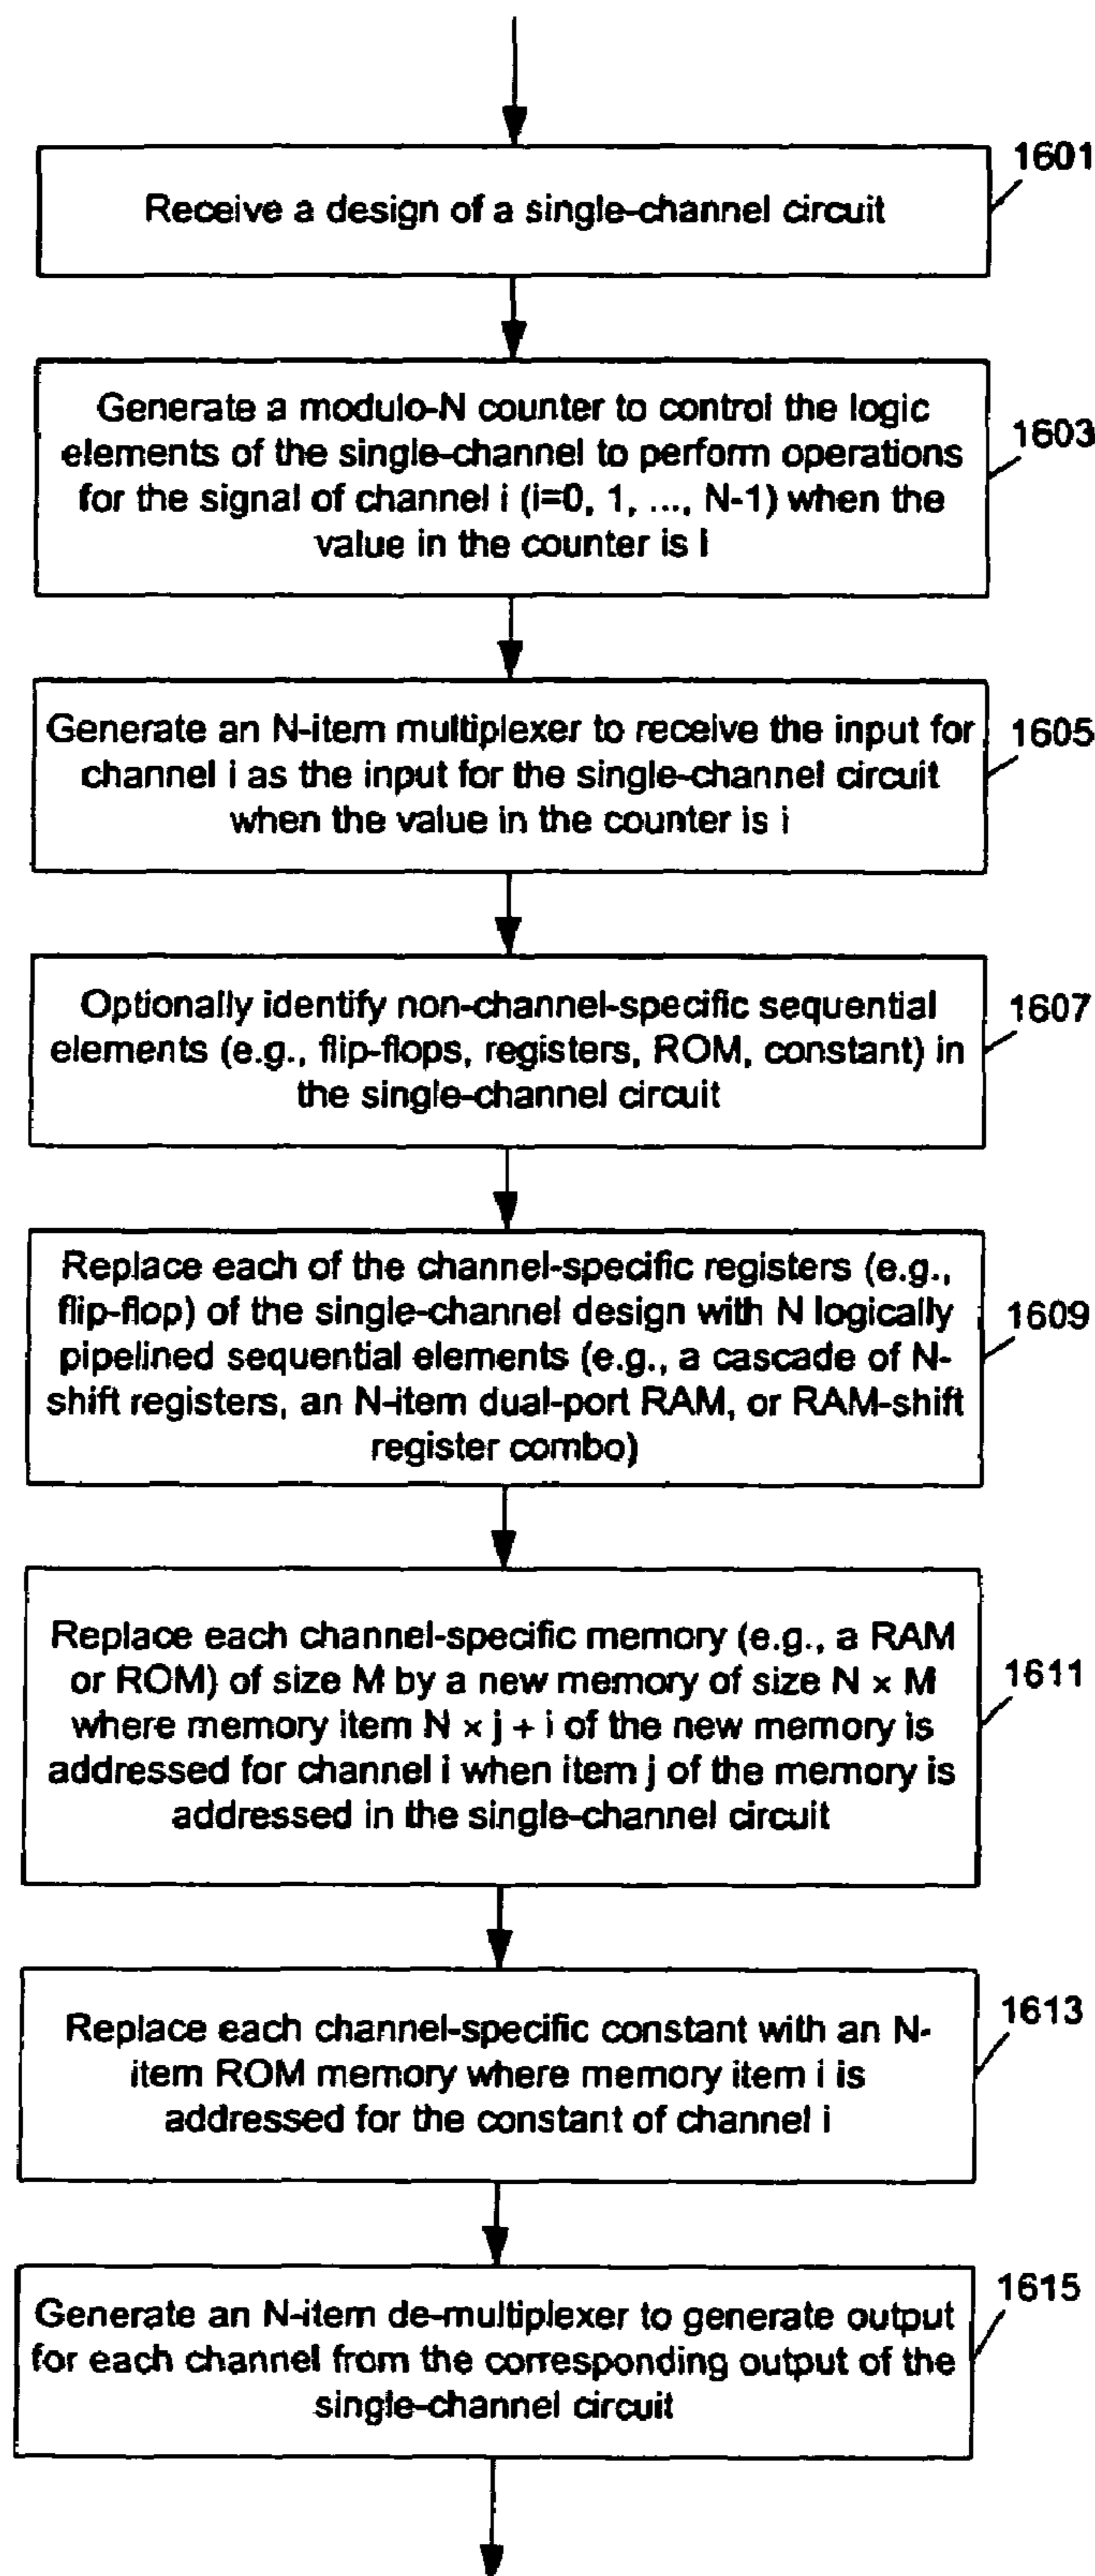 1601
Receive a design of a single-channel circuit
1603
Generate a modulo-N counter to control the logic
elements of the single-channel to perform operations
for the signal of channel i (i=0, 1, ..., N-1) when the
value in the counter is I
1605
Generate an N-item multiplexer to receive the input for
channel i as the input for the single-channel circuit
when the value in the counter is i
1607
Optionally identify non-channel-specific sequential
elements (e.g., flip-flops, registers, ROM, constant) in
the single-channel circuit
1609
Replace each of the channel-specific registers (e.g.,
flip-flop) of the single-channel design with N logically
pipelined sequential elements (e.g., a cascade of N-
shift registers, an N-item dual-port RAM, or RAM-shift
register combo)
1611
Replace each channel-specific memory (e.g., a RAM
or ROM) of size M by a new memory of size N × M
where memory item N × j + i of the new memory is
addressed for channel i when item j of the memory is
addressed in the single-channel circuit
1613
Replace each channel-specific constant with an N-
item ROM memory where memory item i is
addressed for the constant of channel i
1615
Generate an N-item de-multiplexer to generate output
for each channel from the corresponding output of the
single-channel circuit